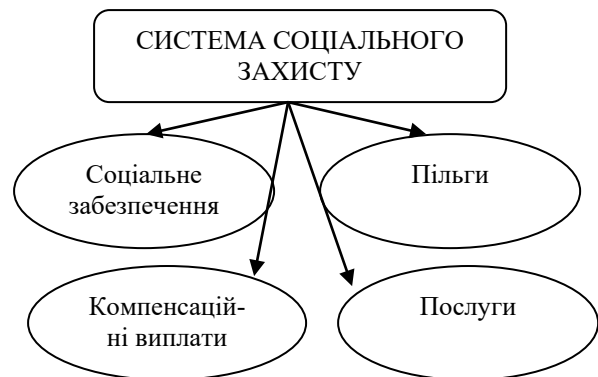 СИСТЕМА СОЦІАЛЬНОГО
ЗАХИСТУ
Соціальне
забезпечення
Пільги
Компенсацій-
ні виплати
Послуги